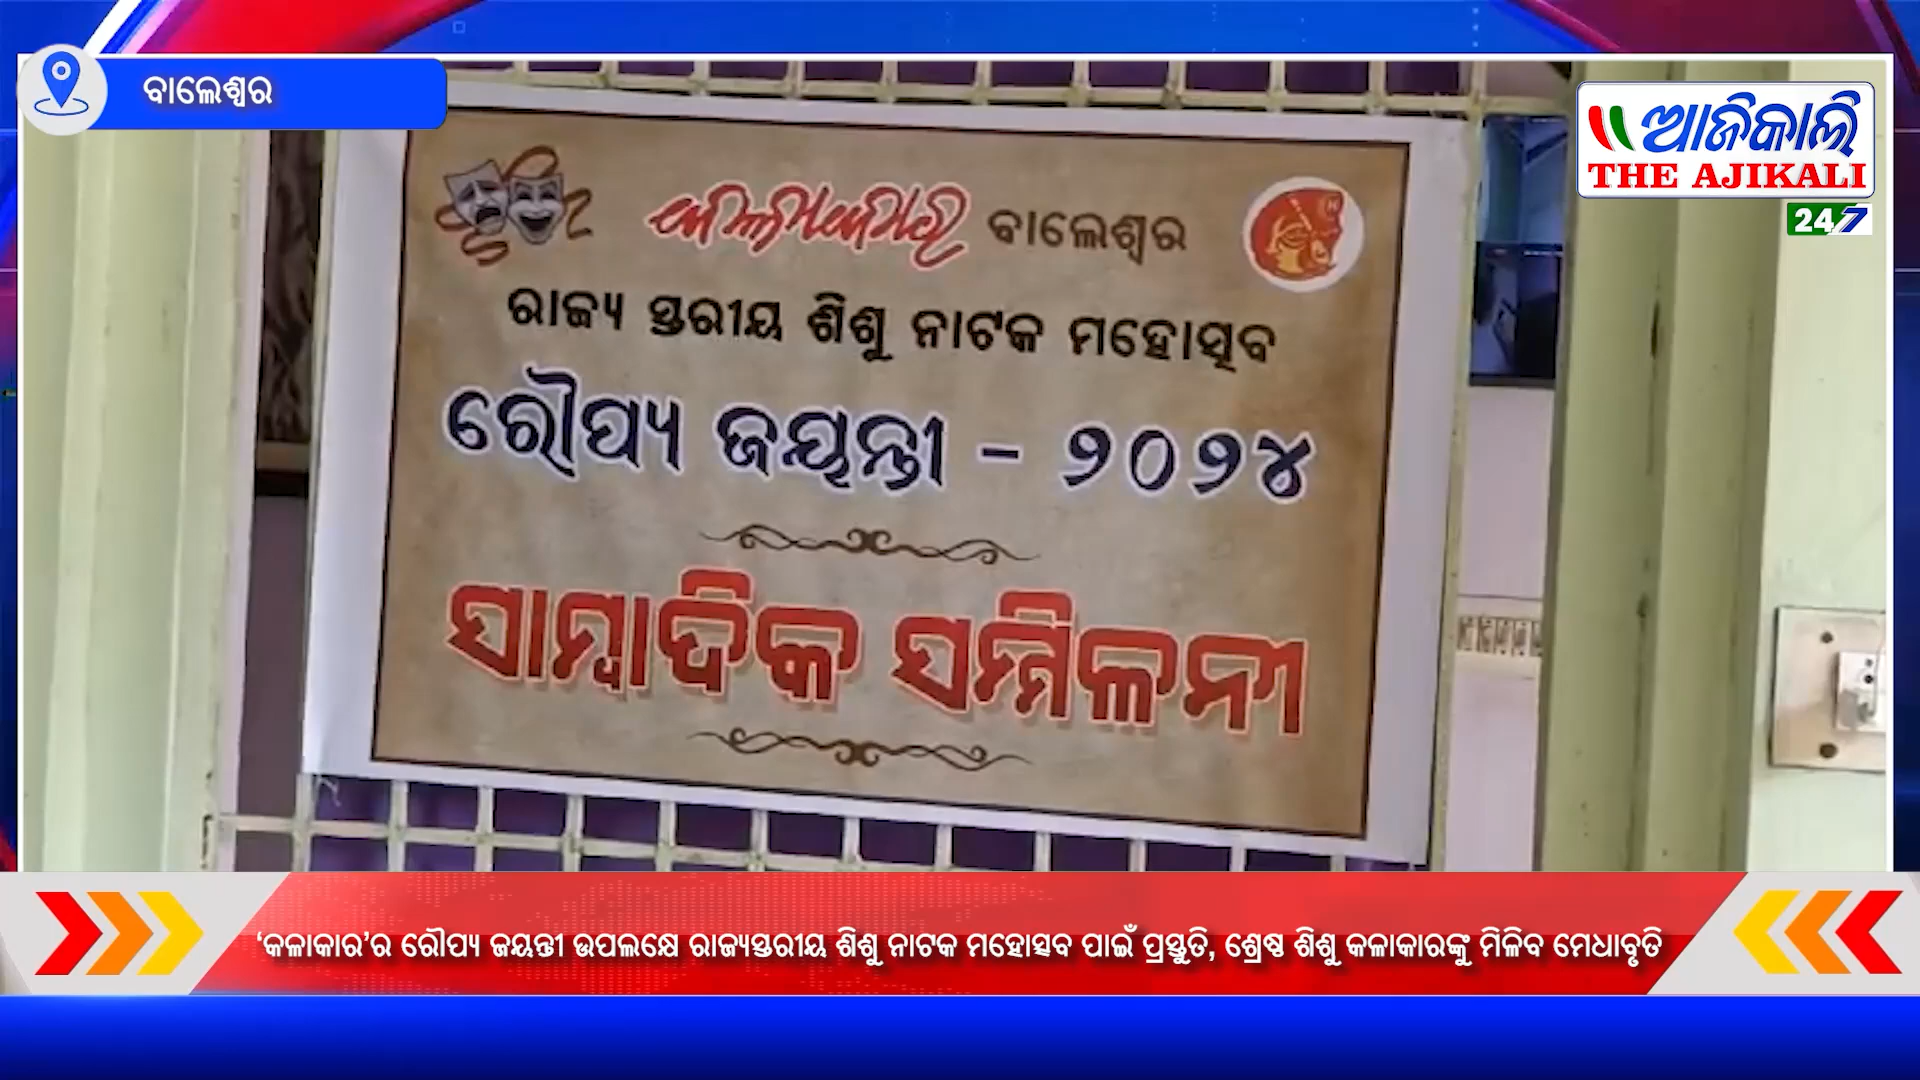 ବାଲେଶ୍ୱର
ଆଜିକାଲି
THE AJIKALI
24/7
କଳାକାର ବାଲେଶ୍ୱର
ରାଜ୍ୟ ସ୍ତରୀୟ ଶିଶୁ ନାଟକ ମହୋତ୍ସବ
ରୌପ୍ୟ ଜୟନ୍ତୀ - ୨୦୨୪
ସାମ୍ବାଦିକ ସମ୍ମିଳନୀ
‘କଳାକାର’ର ରୌପ୍ୟ ଜୟନ୍ତୀ ଉପଲକ୍ଷେ ରାଜ୍ୟସ୍ତରୀୟ ଶିଶୁ ନାଟକ ମହୋତ୍ସବ ପାଇଁ ପ୍ରସ୍ତୁତି, ଶ୍ରେଷ୍ଠ ଶିଶୁ କଳାକାରଙ୍କୁ ମିଳିବ ମେଧାବୃତି